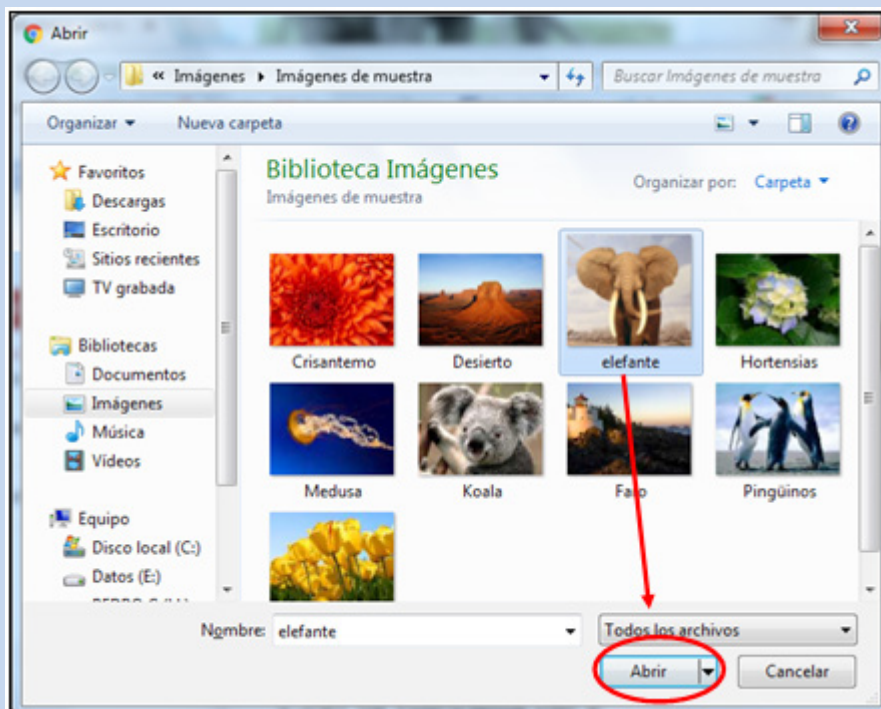 Abrir
« Imágenes ▸ Imágenes de muestra
Buscar Imágenes de muestra
Organizar
Nueva carpeta
Favoritos
Descargas
Escritorio
Sitios recientes
TV grabada
Bibliotecas
Documentos
Imágenes
Música
Vídeos
Equipo
Disco local (C:)
Datos (E:)
Biblioteca Imágenes
Imágenes de muestra
Organizar por: Carpeta
Crisantemo
Desierto
elefante
Hortensias
Medusa
Koala
Faro
Pingüinos
Nombre: elefante
Todos los archivos
Abrir
Cancelar